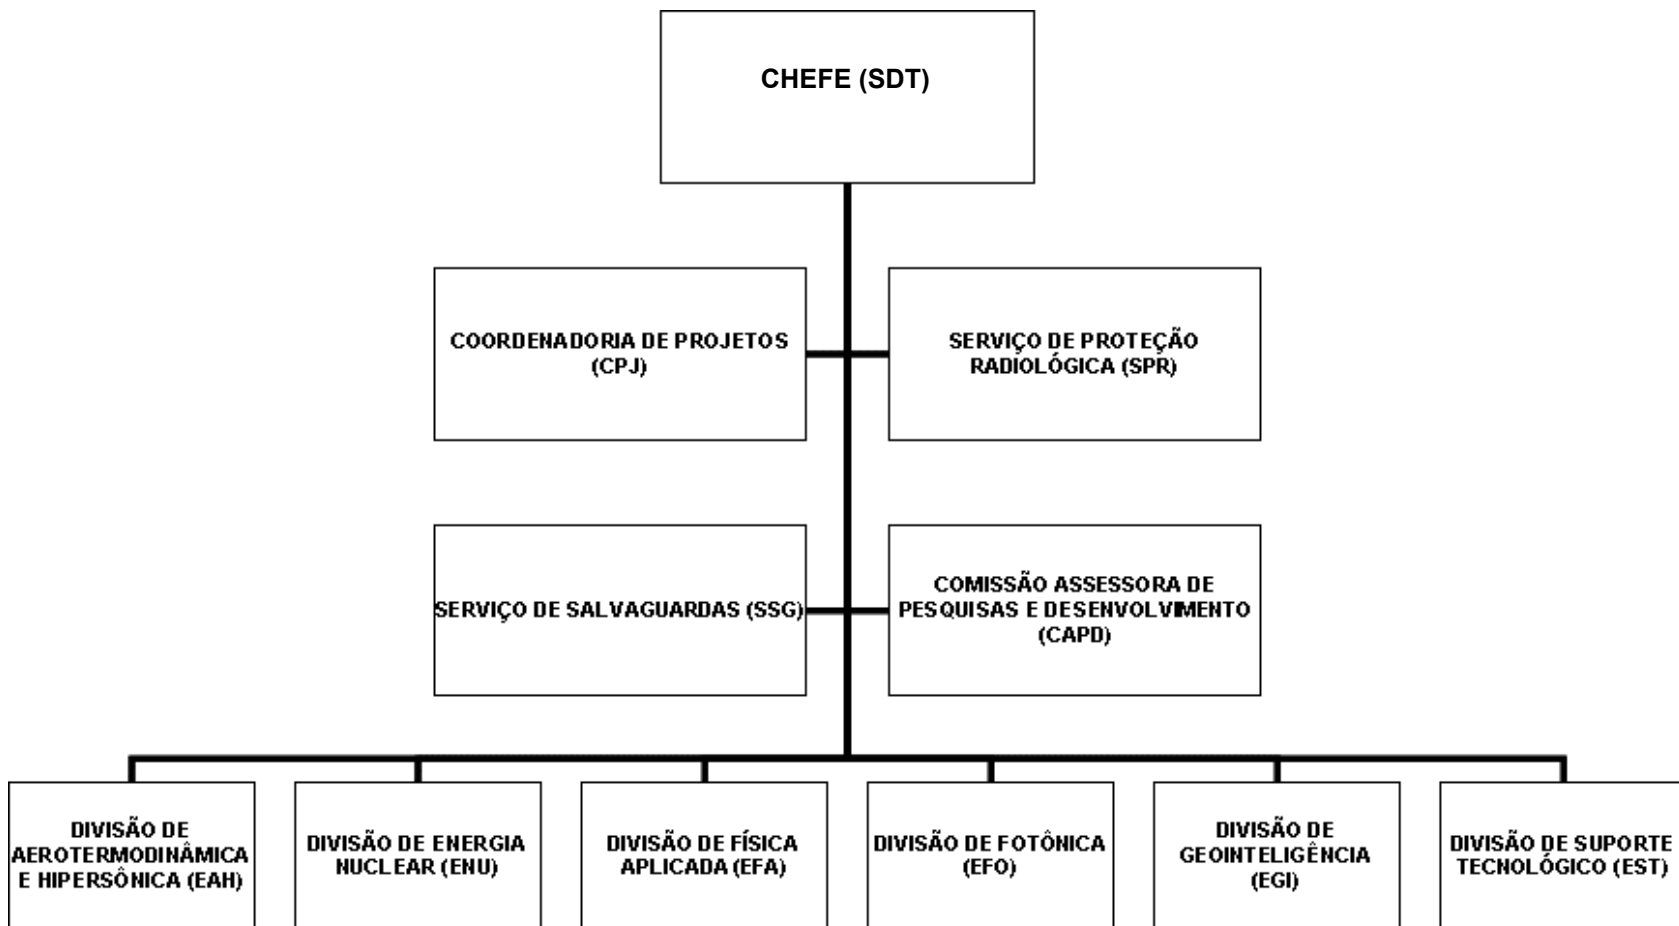 CHEFE (SDT)
COORDENADORIA DE PROJETOS
(CPJ)
SERVIÇO DE PROTEÇÃO
RADIOLÓGICA (SPR)
SERVIÇO DE SALVAGUARDAS (SSG)
COMISSÃO ASSESSORA DE
PESQUISAS E DESENVOLVIMENTO
(CAPD)
DIVISÃO DE
AEROTERMODINÂMICA
E HIPERSÔNICA (EAH)
DIVISÃO DE ENERGIA
NUCLEAR (ENU)
DIVISÃO DE FÍSICA
APLICADA (EFA)
DIVISÃO DE FOTÔNICA
(EFO)
DIVISÃO DE
GEOINTELIGÊNCIA
(EGI)
DIVISÃO DE SUPORTE
TECNOLÓGICO (EST)